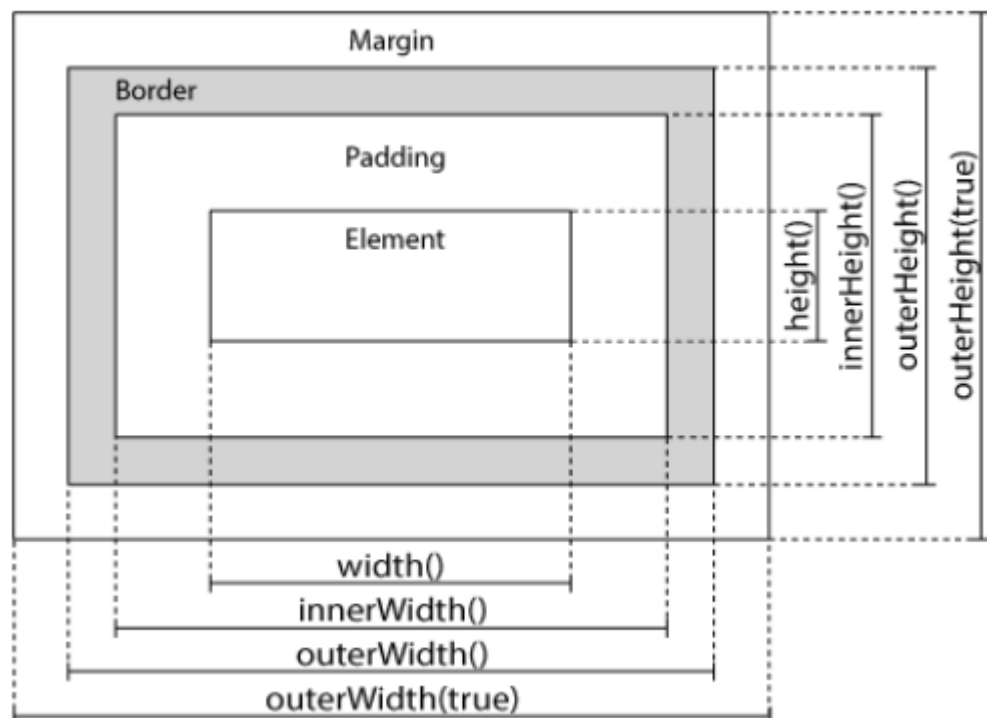 Margin
Border
Padding
Element
height()
innerHeight()
outerHeight()
outerHeight(true)
width()
innerWidth()
outerWidth()
outerWidth(true)